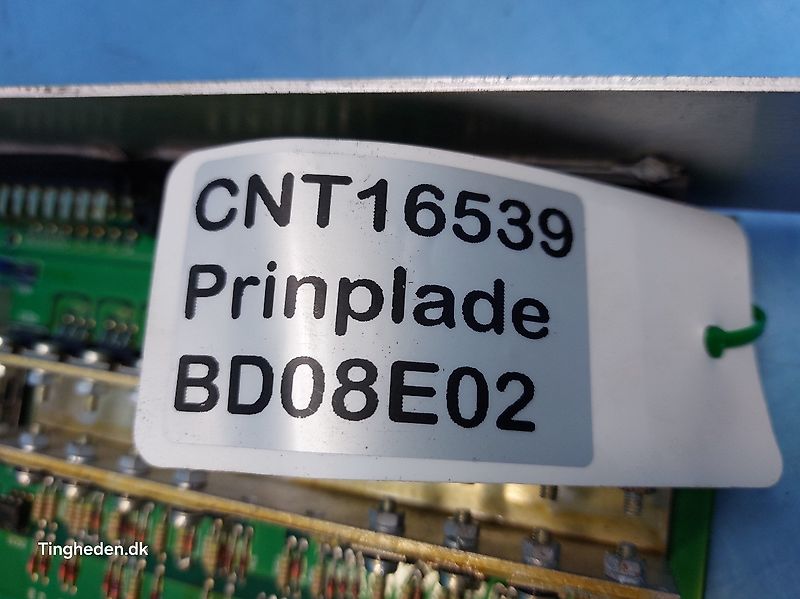 CNT16539
Prinplade
BD08E02
Tingheden.dk